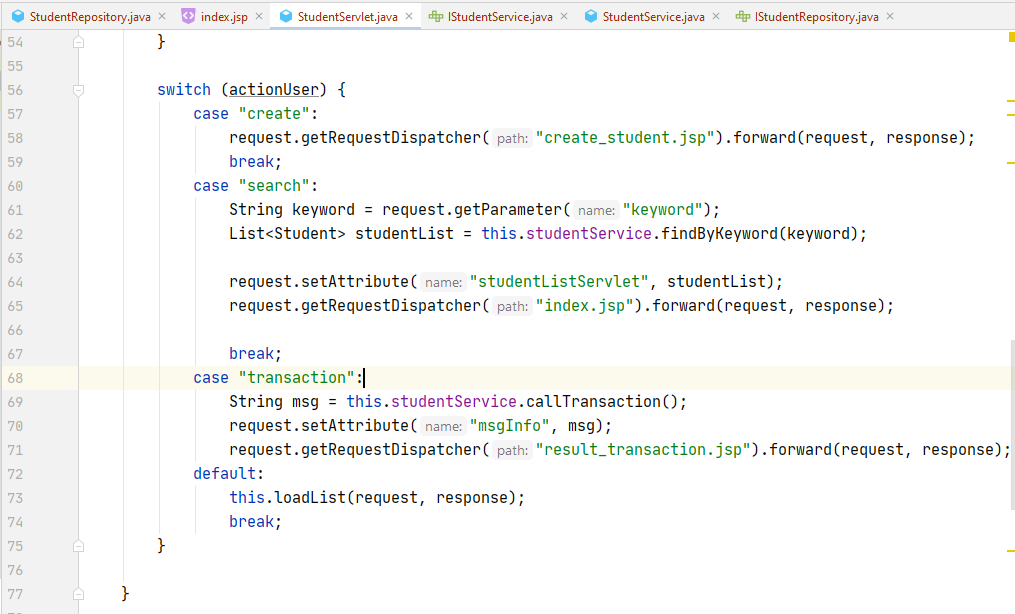 StudentRepository.java × index.jsp × StudentServlet.java × IStudentService.java × StudentService.java × IStudentRepository.java ×
54 }
55
56 switch (actionUser) {
57 case "create":
58 request.getRequestDispatcher( path: "create_student.jsp").forward(request, response);
59 break;
60 case "search":
61 String keyword = request.getParameter( name: "keyword");
62 List<Student> studentList = this.studentService.findByKeyword(keyword);
63
64 request.setAttribute( name: "studentListServlet", studentList);
65 request.getRequestDispatcher( path: "index.jsp").forward(request, response);
66
67 break;
68 case "transaction":
69 String msg = this.studentService.callTransaction();
70 request.setAttribute( name: "msgInfo", msg);
71 request.getRequestDispatcher( path: "result_transaction.jsp").forward(request, response);
72 default:
73 this.loadList(request, response);
74 break;
75 }
76
77 }